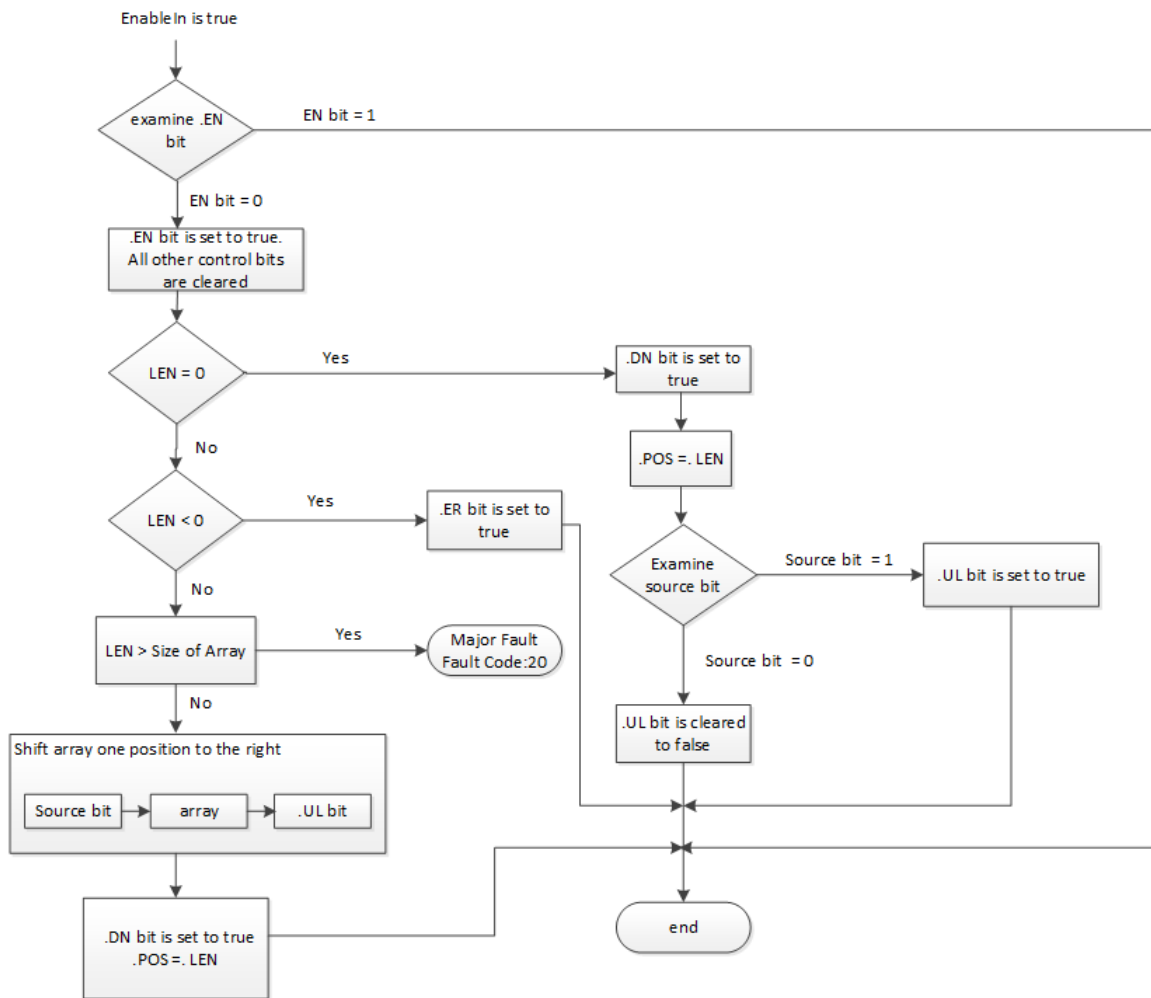 EnableIn is true
examine .EN
bit
EN bit = 1
EN bit = 0
.EN bit is set to true.
All other control bits
are cleared
LEN = 0
Yes
.DN bit is set to
true
No
.POS =. LEN
LEN < 0
Yes
.ER bit is set to
true
Examine
source bit
Source bit = 1
.UL bit is set to true
No
LEN > Size of Array
Yes
Major Fault
Fault Code:20
Source bit = 0
No
.UL bit is cleared
to false
Shift array one position to the right
Source bit
array
.UL bit
.DN bit is set to true
.POS =. LEN
end